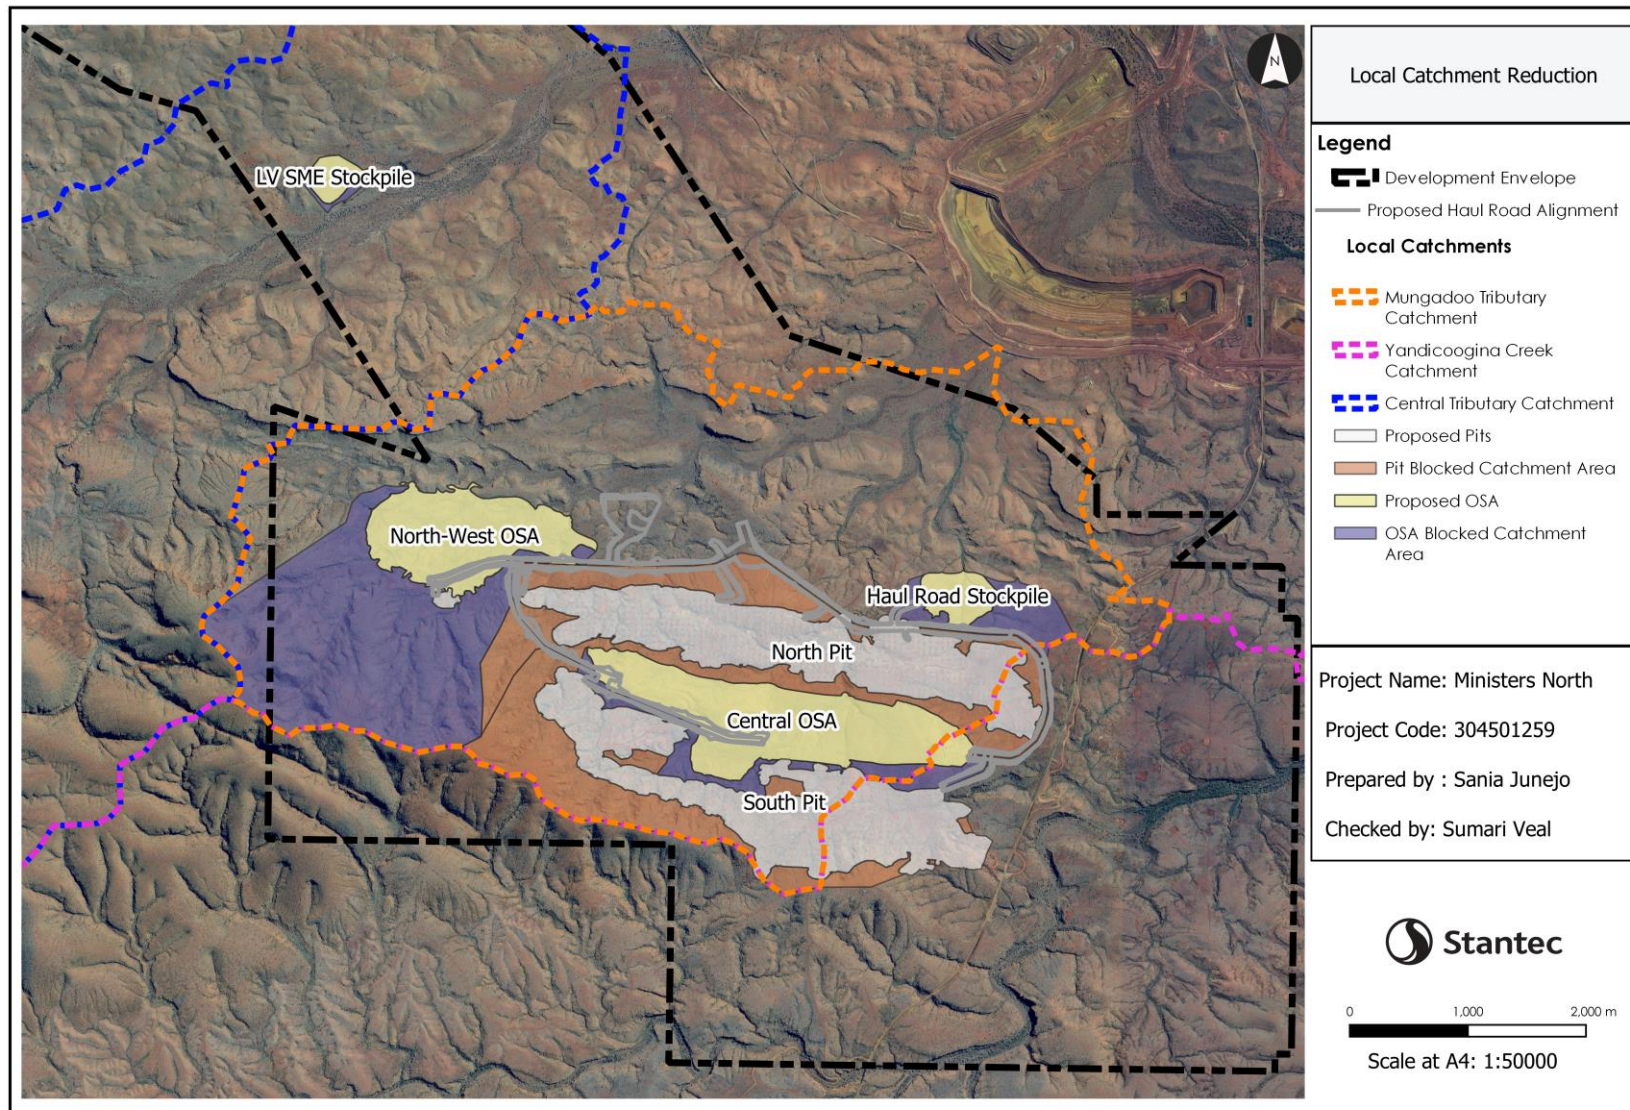 N
LV SME Stockpile
North-West OSA
Haul Road Stockpile
North Pit
Central OSA
South Pit
Local Catchment Reduction
Legend
Development Envelope
Proposed Haul Road Alignment
Local Catchments
Mungadoo Tributary
Catchment
Yandicoogina Creek
Catchment
Central Tributary Catchment
Proposed Pits
Pit Blocked Catchment Area
Proposed OSA
OSA Blocked Catchment
Area
Project Name: Ministers North
Project Code: 304501259
Prepared by : Sania Junejo
Checked by: Sumari Veal
Stantec
0 1,000 2,000 m
Scale at A4: 1:50000